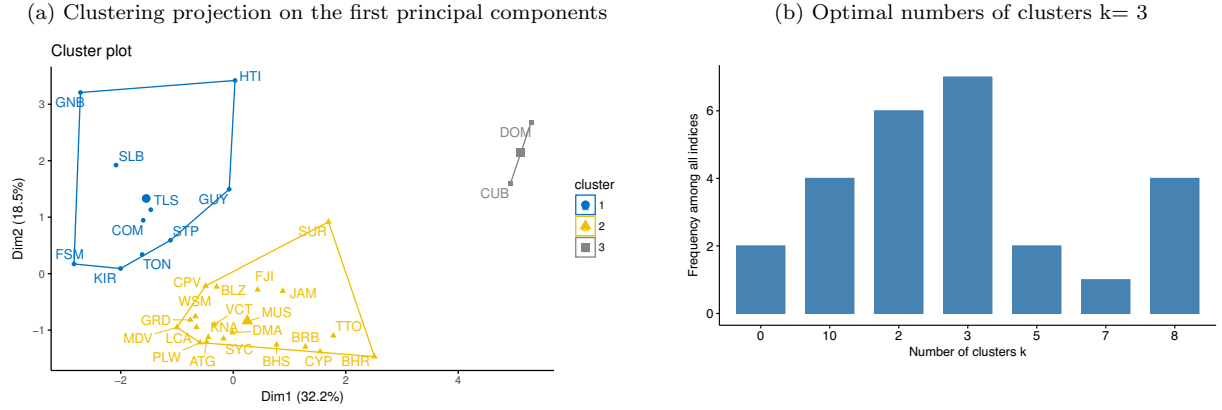 (a) Clustering projection on the first principal components
Cluster plot
HTI
GNB
3
DOM
SLB
2
CUB
TLS
GUY
COM
1
STP
FSM
TON
KIR
0
SUR
CPV
FJI
BLZ
JAM
WSM
VCT
MUS
GRD
KNA
DMA
TTO
−1
MDV
LCA
BRB
PLW
SYC
ATG
BHS
CYP
BHR
−2
0
2
4
Dim1 (32.2%)
Dim2 (18.5%)
cluster
1
2
3
(b) Optimal numbers of clusters k= 3
Frequency among all indices
6
4
2
0
0
10
2
3
5
7
8
Number of clusters k